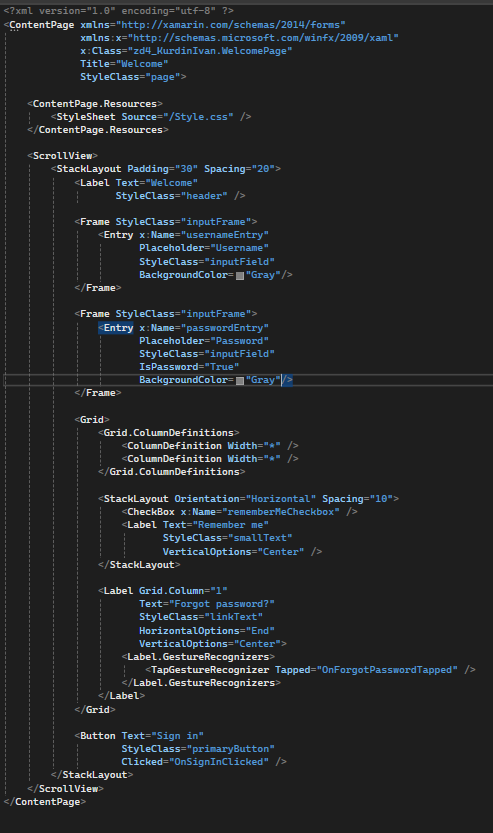 <?xml version="1.0" encoding="utf-8" ?>
<ContentPage xmlns="http://xamarin.com/schemas/2014/forms"
             xmlns:x="http://schemas.microsoft.com/winfx/2009/xaml"
             x:Class="zd4_KurdinIvan.WelcomePage"
             Title="Welcome"
             StyleClass="page">

    <ContentPage.Resources>
        <StyleSheet Source="/Style.css" />
    </ContentPage.Resources>

    <ScrollView>
        <StackLayout Padding="30" Spacing="20">
            <Label Text="Welcome"
                   StyleClass="header" />

            <Frame StyleClass="inputFrame">
                <Entry x:Name="usernameEntry"
                       Placeholder="Username"
                       StyleClass="inputField"
                       BackgroundColor="Gray"/>
            </Frame>

            <Frame StyleClass="inputFrame">
                <Entry x:Name="passwordEntry"
                       Placeholder="Password"
                       StyleClass="inputField"
                       IsPassword="True"
                       BackgroundColor="Gray"/>
            </Frame>

            <Grid>
                <Grid.ColumnDefinitions>
                    <ColumnDefinition Width="*" />
                    <ColumnDefinition Width="*" />
                </Grid.ColumnDefinitions>

                <StackLayout Orientation="Horizontal" Spacing="10">
                    <CheckBox x:Name="rememberMeCheckbox" />
                    <Label Text="Remember me"
                           StyleClass="smallText"
                           VerticalOptions="Center" />
                </StackLayout>

                <Label Grid.Column="1"
                       Text="Forgot password?"
                       StyleClass="linkText"
                       HorizontalOptions="End"
                       VerticalOptions="Center">
                    <Label.GestureRecognizers>
                        <TapGestureRecognizer Tapped="OnForgotPasswordTapped" />
                    </Label.GestureRecognizers>
                </Label>
            </Grid>

            <Button Text="Sign in"
                    StyleClass="primaryButton"
                    Clicked="OnSignInClicked" />
        </StackLayout>
    </ScrollView>
</ContentPage>